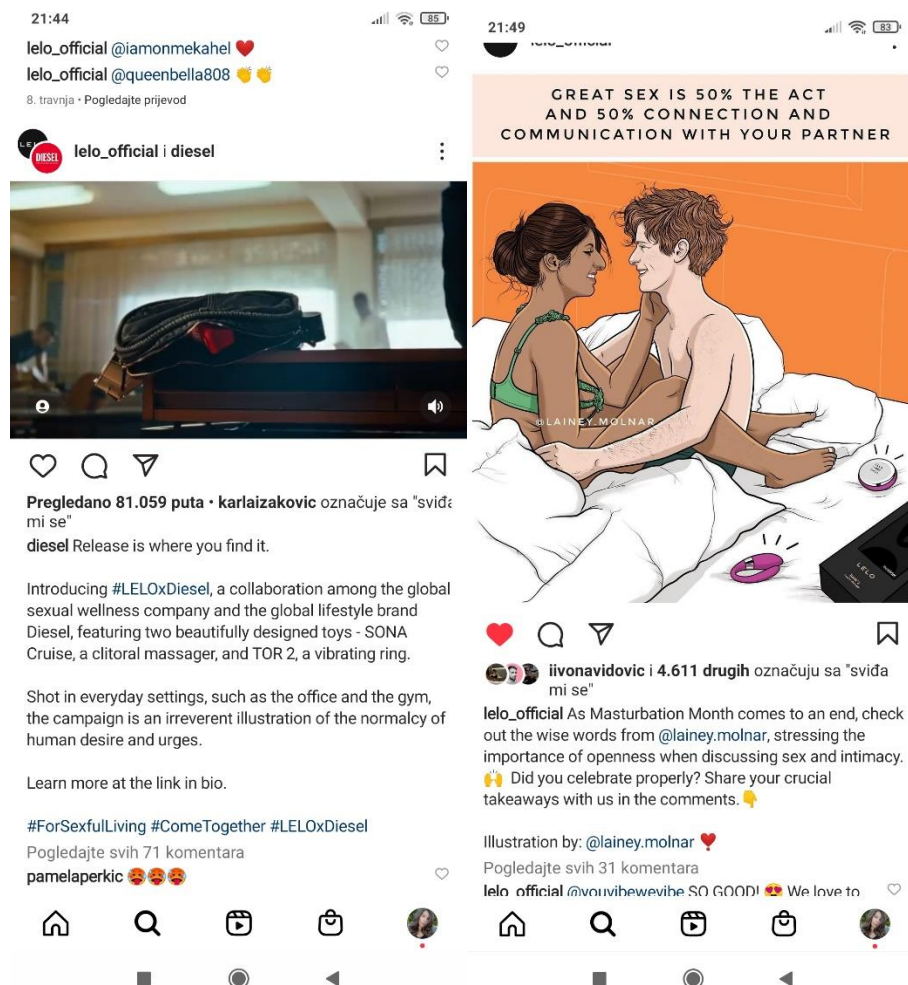 21:44
85
lelo_official @iamonmekahel ❤️
lelo_official @queenbella808 👏 👏
8. travnja • Pogledajte prijevod
DIESEL
lelo_official i diesel
Pregledano 81.059 puta • karlaizakovic označuje sa "sviđa
mi se"
diesel Release is where you find it.
Introducing #LELOxDiesel, a collaboration among the global
sexual wellness company and the global lifestyle brand
Diesel, featuring two beautifully designed toys - SONA
Cruise, a clitoral massager, and TOR 2, a vibrating ring.
Shot in everyday settings, such as the office and the gym,
the campaign is an irreverent illustration of the normalcy of
human desire and urges.
Learn more at the link in bio.
#ForSexfulLiving #ComeTogether #LELOxDiesel
Pogledajte svih 71 komentara
pamelaperkic 🥵🥵🥵
21:49
83
GREAT SEX IS 50% THE ACT
AND 50% CONNECTION AND
COMMUNICATION WITH YOUR PARTNER
@LAINEY.MOLNAR
LELO
iivonavidovic i 4.611 drugih označuju sa "sviđa
mi se"
lelo_official As Masturbation Month comes to an end, check
out the wise words from @lainey.molnar, stressing the
importance of openness when discussing sex and intimacy.
🙌 Did you celebrate properly? Share your crucial
takeaways with us in the comments.👇
Illustration by: @lainey.molnar ❣️
Pogledajte svih 31 komentara
lelo_official @youvibewevibe SO GOOD! 😍 We love to